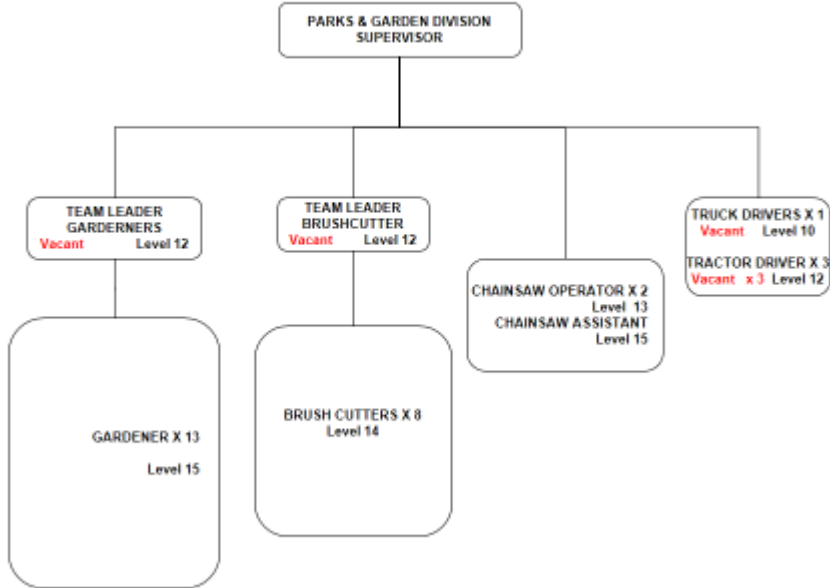 PARKS & GARDEN DIVISION
SUPERVISOR
TEAM LEADER
GARDERNERS
Vacant Level 12
TEAM LEADER
BRUSHCUTTER
Vacant Level 12
TRUCK DRIVERS X 1
Vacant Level 10
TRACTOR DRIVER X 3
Vacant x 3 Level 12
CHAINSAW OPERATOR X 2
Level 13
CHAINSAW ASSISTANT
Level 15
GARDENER X 13
Level 15
BRUSH CUTTERS X 8
Level 14